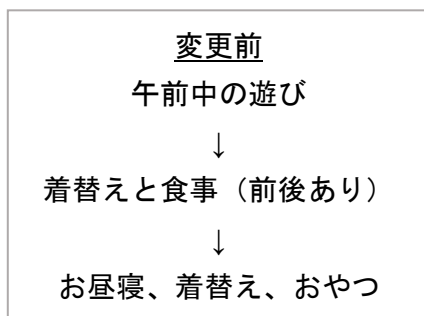 変更前
午前中の遊び
↓
着替えと食事（前後あり）
↓
お昼寝、着替え、おやつ